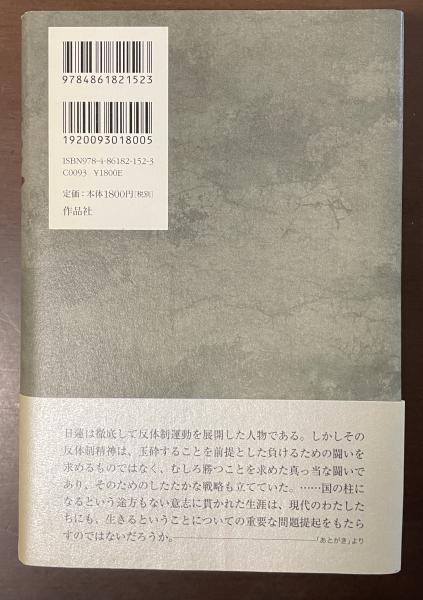 9784861821523
1920093018005
ISBN978-4-86182-152-3
C0093 ¥1800E
定価：本体1800円[税別]
作品社
日蓮は徹底して反体制運動を展開した人物である。しかしその
反体制精神は、玉砕することを前提とした負けるための闘いを
求めるものではなく、むしろ勝つことを求めた真っ当な闘いで
あり、そのためのしたたかな戦略も立てていた。……国の柱に
なるという途方もない意志に貫かれた生涯は、現代のわたした
ちにも、生きるということについての重要な問題提起をもたら
すのではないだろうか。――「あとがき」より